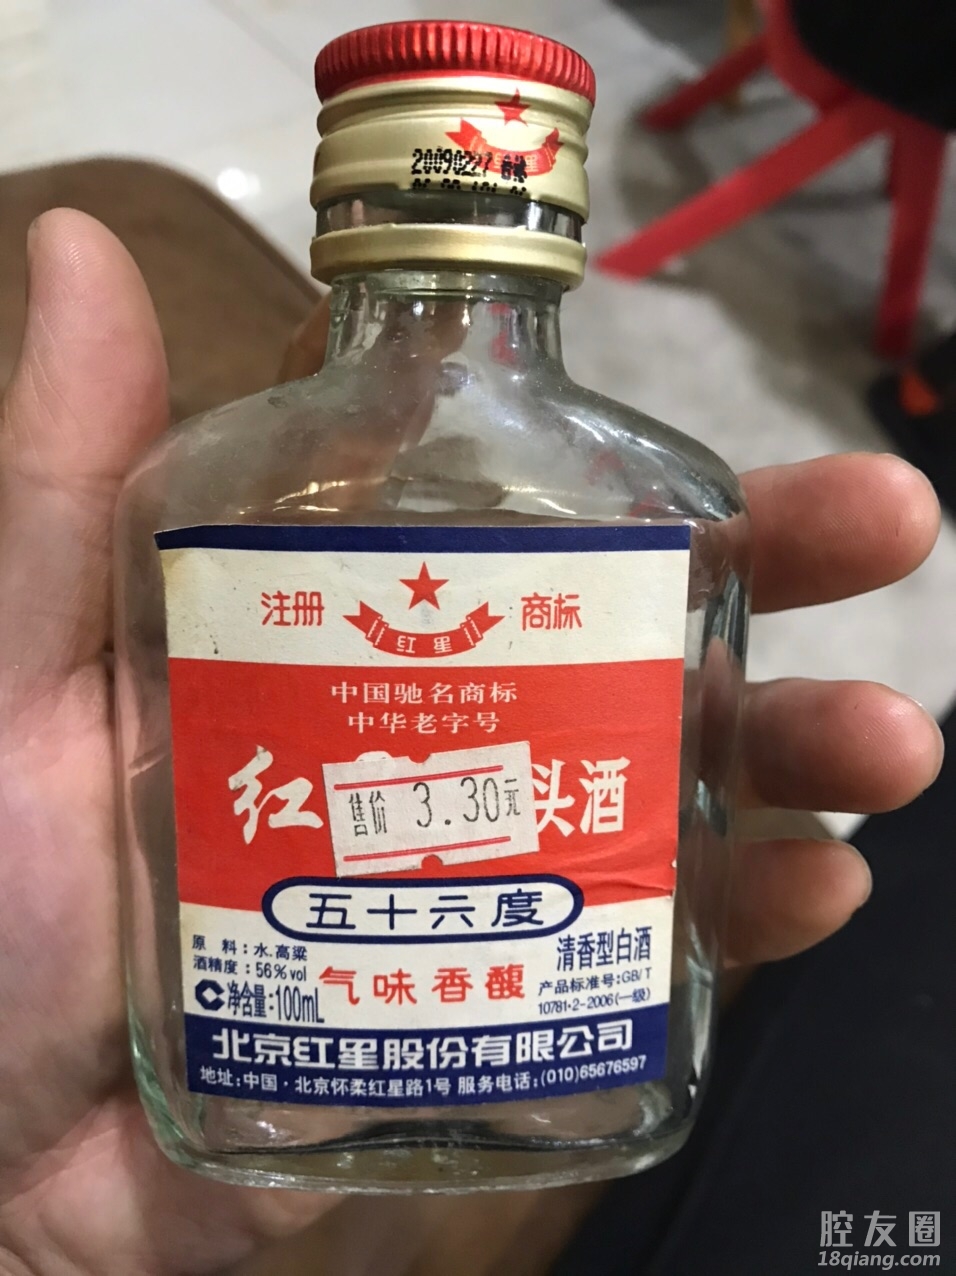 20090227
注册 商标
红星
中国驰名商标
中华老字号
红 头酒
售价 3.30元
五十六度
原 料:水.高粱
酒精度:56%vol
净含量:100mL
气味香馥
清香型白酒
产品标准号:GB/T
10781·2-2006(一级)
北京红星股份有限公司
地址:中国·北京怀柔红星路1号 服务电话:(010)65676597
腔友圈
18qiang.com